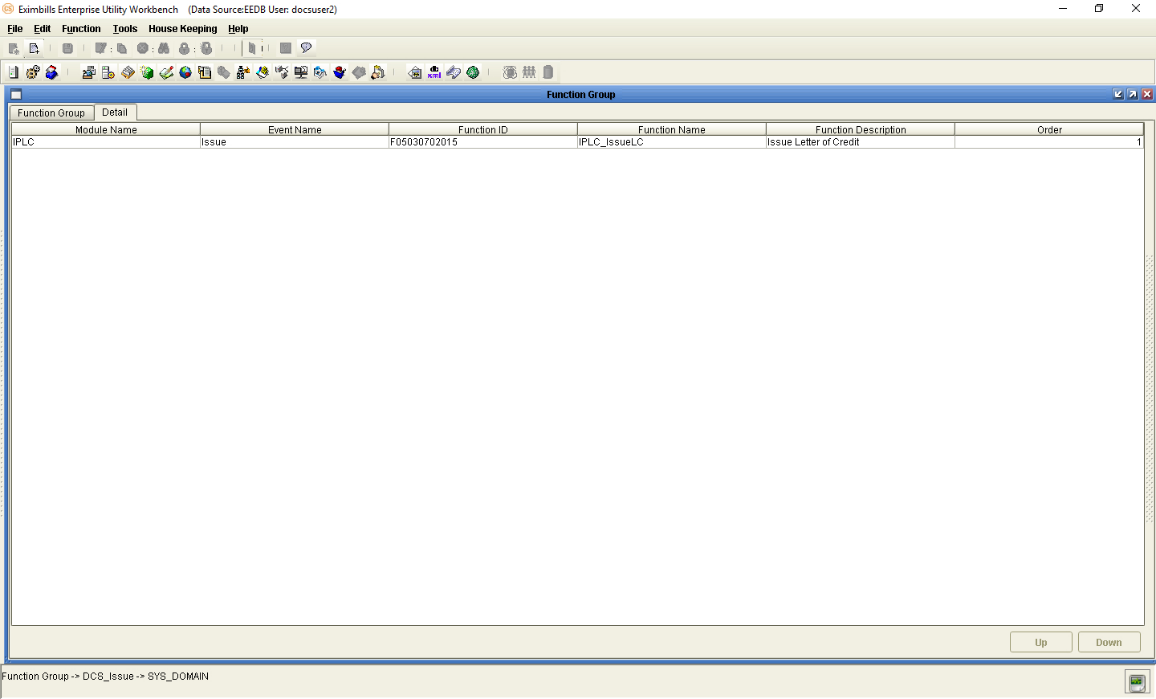 Eximbills Enterprise Utility Workbench (Data Source:EEDB User: docsuser2)
File Edit Function Tools House Keeping Help
Function Group
Function Group Detail
Module Name Event Name Function ID Function Name Function Description Order
IPLC Issue F05030702015 IPLC_IssueLC Issue Letter of Credit 1
Up Down
Function Group -> DCS_Issue -> SYS_DOMAIN